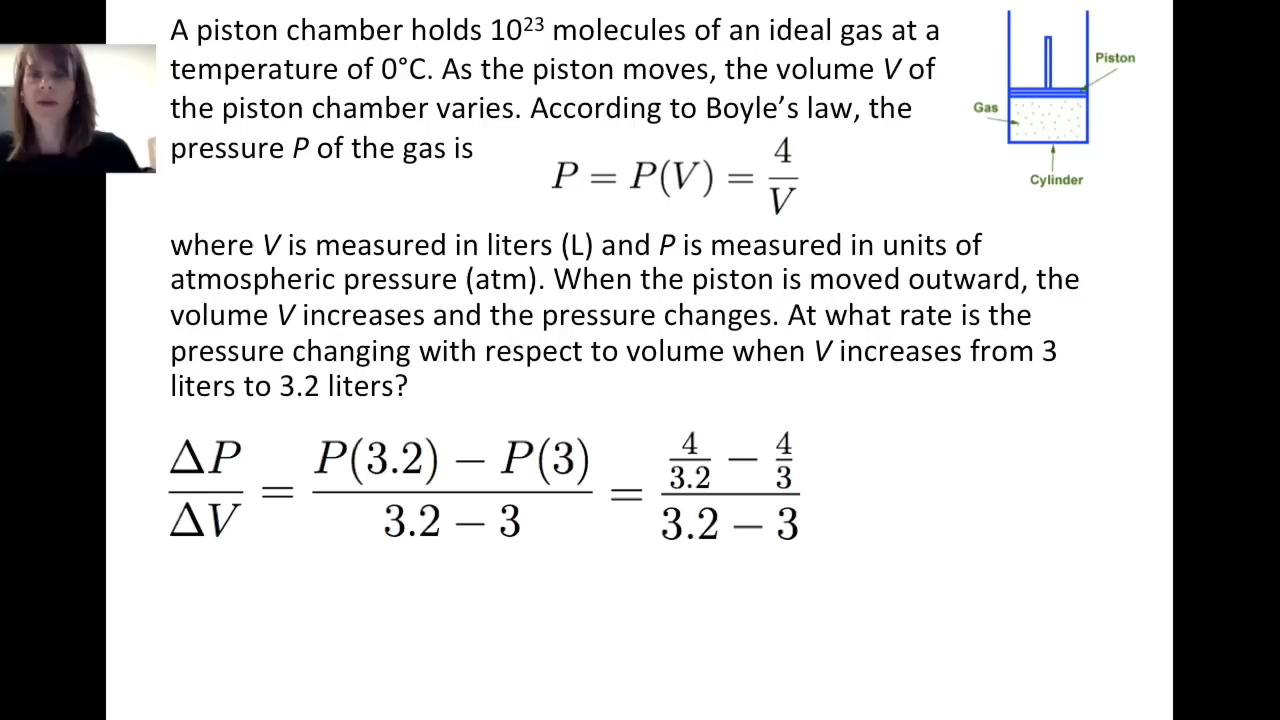 A piston chamber holds 10²³ molecules of an ideal gas at a
temperature of 0°C. As the piston moves, the volume V of
the piston chamber varies. According to Boyle’s law, the
pressure P of the gas is
P = P(V) = 4/V
Piston
Gas
Cylinder
where V is measured in liters (L) and P is measured in units of
atmospheric pressure (atm). When the piston is moved outward, the
volume V increases and the pressure changes. At what rate is the
pressure changing with respect to volume when V increases from 3
liters to 3.2 liters?
ΔP/ΔV = (P(3.2) − P(3))/(3.2 − 3) = (4/3.2 − 4/3)/(3.2 − 3)